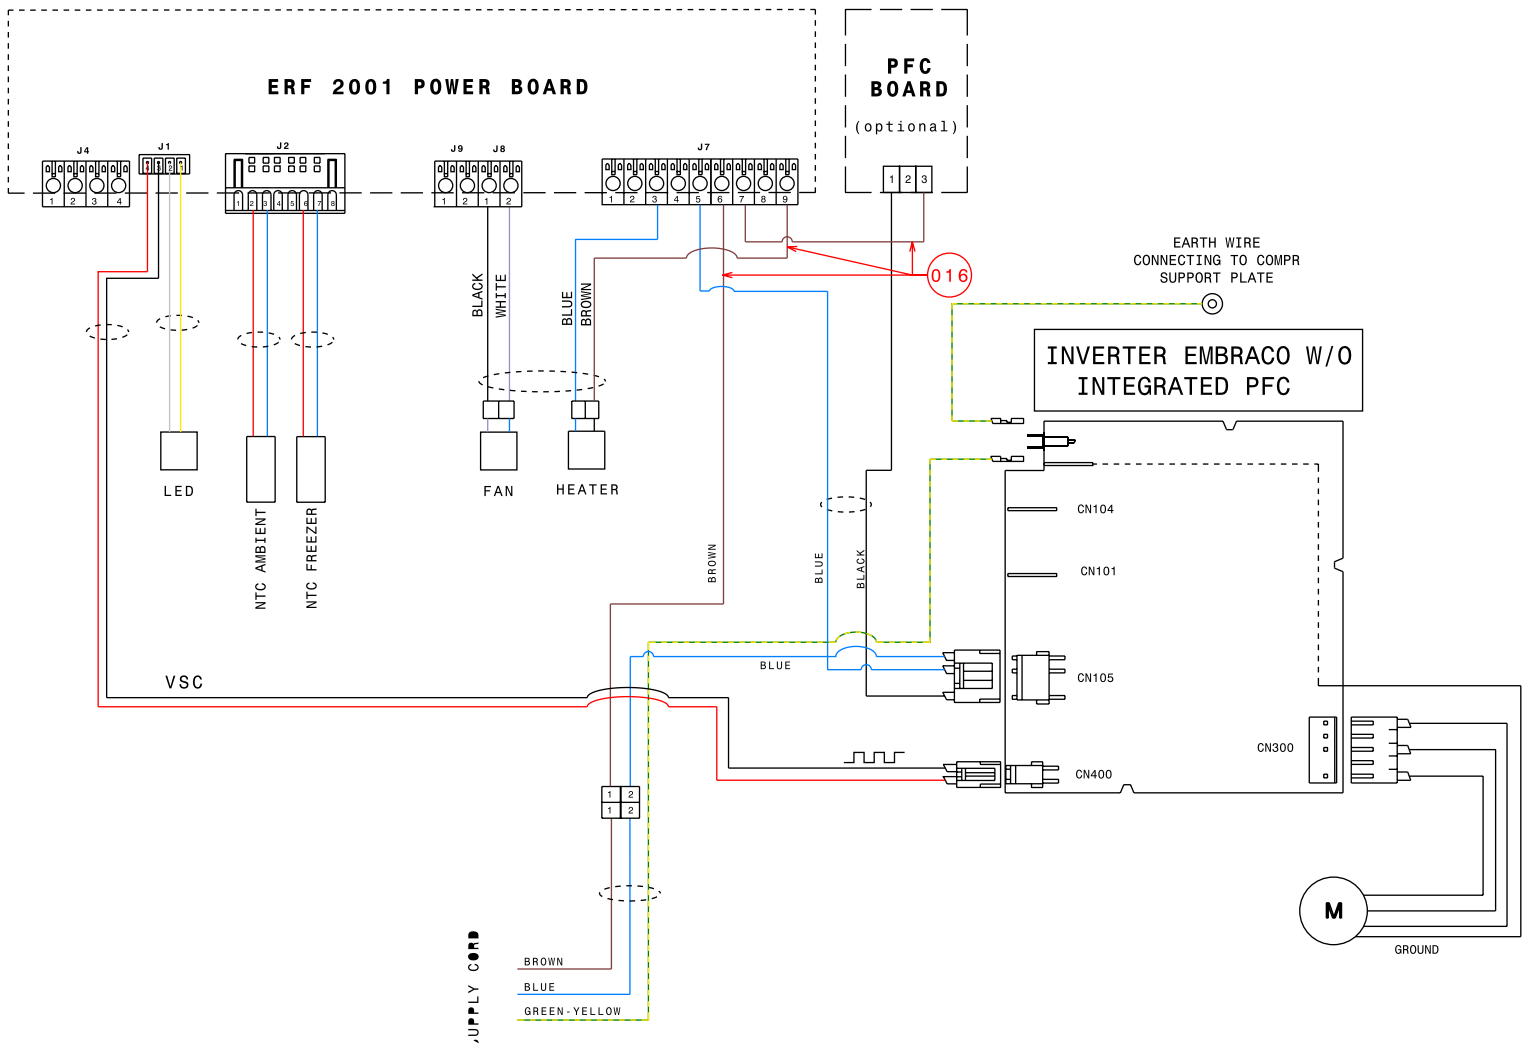 ERF 2001 POWER BOARD
PFC
BOARD
(optional)
J4
J1
J2
J9
J8
J7
1 2 3 4
1 2 3 4 5 6 7 8
1 2 1 2
1 2 3 4 5 6 7 8 9
1 2 3
EARTH WIRE
CONNECTING TO COMPR
SUPPORT PLATE
016
BLACK
WHITE
BLUE
BROWN
INVERTER EMBRACO W/O
INTEGRATED PFC
LED
NTC AMBIENT
NTC FREEZER
FAN
HEATER
BROWN
BLUE
BLACK
CN104
CN101
BLUE
CN105
VSC
CN300
CN400
1 2
1 2
M
GROUND
UPPLY CORD
BROWN
BLUE
GREEN-YELLOW